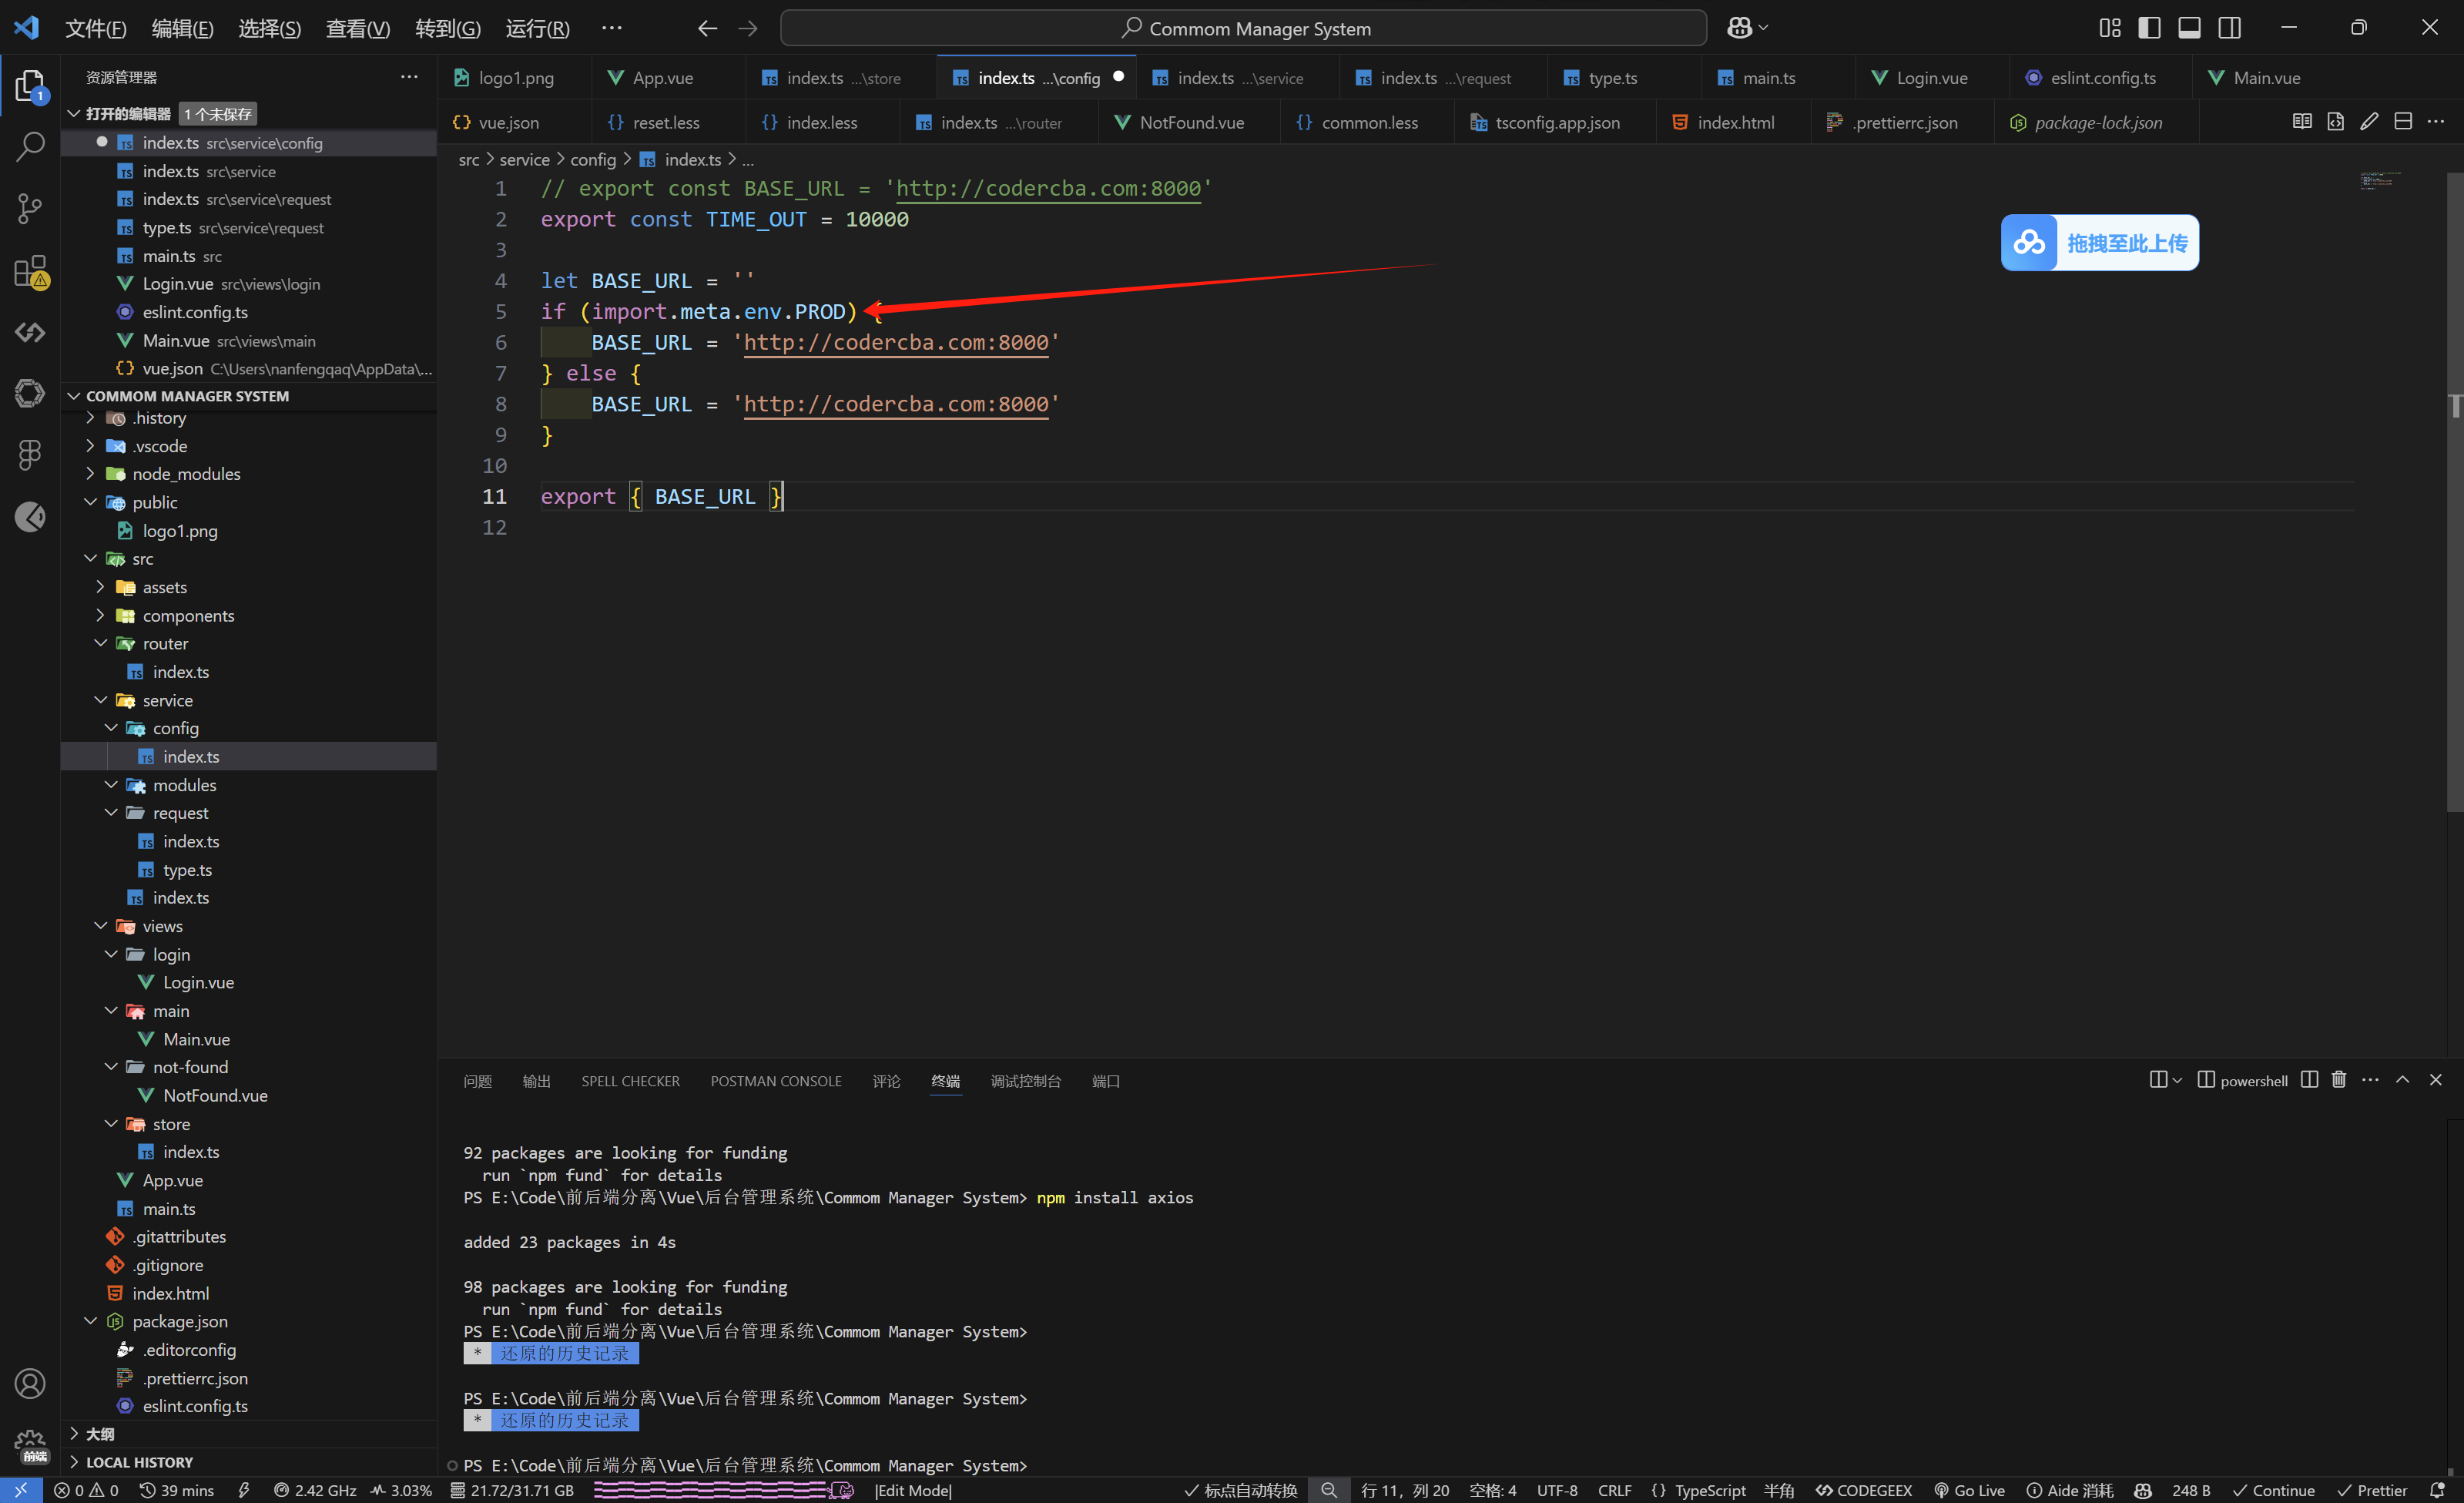 文件(F) 编辑(E) 选择(S) 查看(V) 转到(G) 运行(R) ··· Commom Manager System
资源管理器 ···
打开的编辑器 1 个未保存
index.ts src\service\config
index.ts src\service
index.ts src\service\request
type.ts src\service\request
main.ts src
Login.vue src\views\login
eslint.config.ts
Main.vue src\views\main
vue.json C:\Users\nanfengqaq\AppData\...
COMMOM MANAGER SYSTEM
.history
.vscode
node_modules
public
logo1.png
src
assets
components
router
index.ts
service
config
index.ts
modules
request
index.ts
type.ts
index.ts
views
login
Login.vue
main
Main.vue
not-found
NotFound.vue
store
index.ts
App.vue
main.ts
.gitattributes
.gitignore
index.html
package.json
.editorconfig
.prettierrc.json
eslint.config.ts
大纲
LOCAL HISTORY
1
前端
logo1.png App.vue index.ts ...\store index.ts ...\config index.ts ...\service index.ts ...\request type.ts main.ts Login.vue eslint.config.ts Main.vue
vue.json reset.less index.less index.ts ...\router NotFound.vue common.less tsconfig.app.json index.html .prettierrc.json package-lock.json
src > service > config > index.ts > ...
1 // export const BASE_URL = 'http://codercba.com:8000'
2 export const TIME_OUT = 10000
3
4 let BASE_URL = ''
5 if (import.meta.env.PROD) {
6 BASE_URL = 'http://codercba.com:8000'
7 } else {
8 BASE_URL = 'http://codercba.com:8000'
9 }
10
11 export { BASE_URL }
12
拖拽至此上传
问题 输出 SPELL CHECKER POSTMAN CONSOLE 评论 终端 调试控制台 端口 powershell
92 packages are looking for funding
run `npm fund` for details
PS E:\Code\前后端分离\Vue\后台管理系统\Commom Manager System> npm install axios
added 23 packages in 4s
98 packages are looking for funding
run `npm fund` for details
PS E:\Code\前后端分离\Vue\后台管理系统\Commom Manager System>
* 还原的历史记录
PS E:\Code\前后端分离\Vue\后台管理系统\Commom Manager System>
* 还原的历史记录
PS E:\Code\前后端分离\Vue\后台管理系统\Commom Manager System>
0 0 39 mins 2.42 GHz 3.03% 21.72/31.71 GB |Edit Mode| 标点自动转换 行 11，列 20 空格: 4 UTF-8 CRLF {} TypeScript 半角 CODEGEEX Go Live Aide 消耗 248 B Continue Prettier